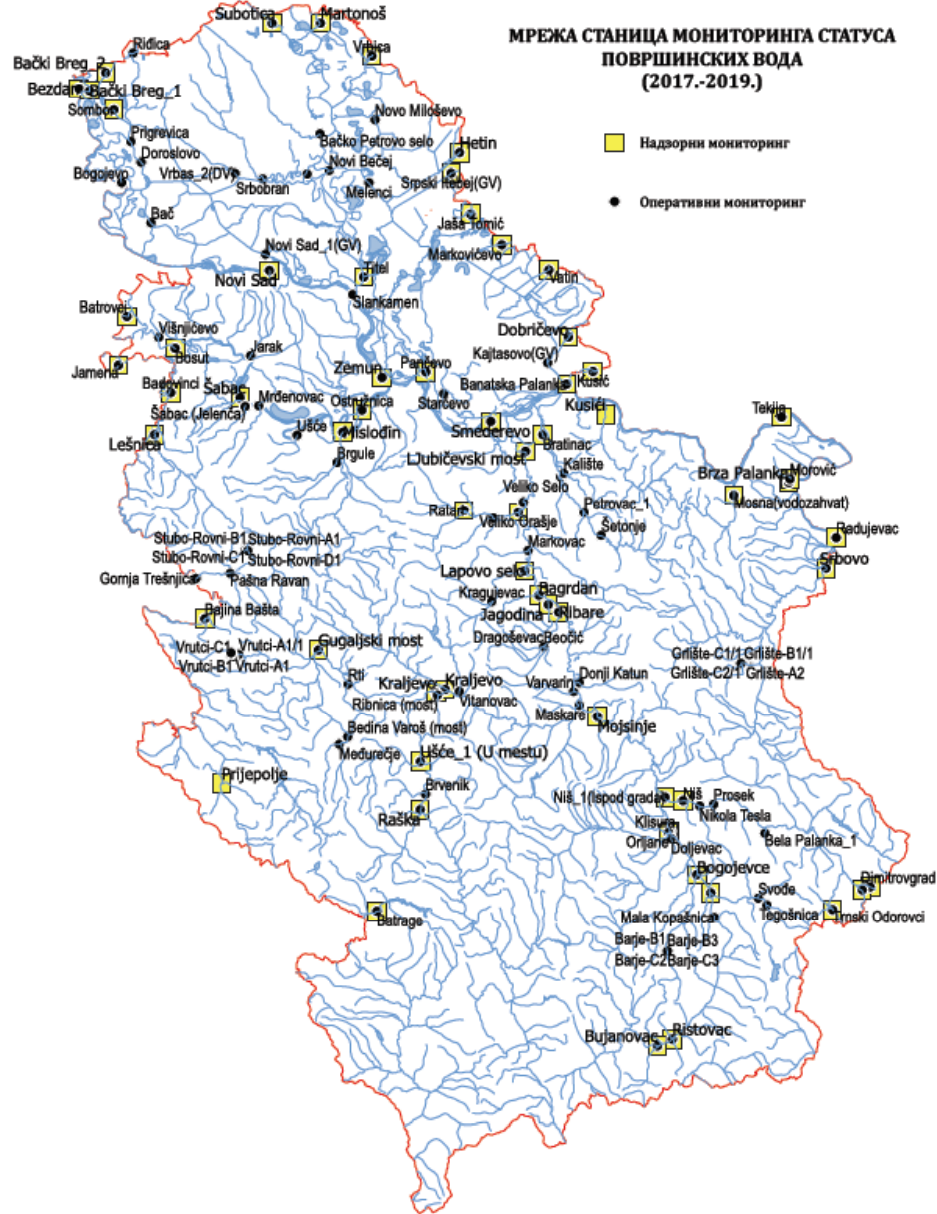 МРЕЖА СТАНИЦА МОНИТОРИНГА СТАТУСА
ПОВРШИНСКИХ ВОДА
(2017.-2019.)
Надзорни мониторинг
Оперативни мониторинг
Subotica
Martonoš
Vrbica
Riđica
Bački Breg_2
Bezdan
Bački Breg_1
Sombor
Novo Miloševo
Prigrevica
Bačko Petrovo selo
Hetin
Doroslovo
Novi Bečej
Bogojevo
Vrbas_2(DV)
Srbobran
Melenci
Srpski Itebej(GV)
Bač
Jaša Tomić
Novi Sad_1(GV)
Markovićevo
Novi Sad
Titel
Vatin
Slankamen
Batrovci
Višnjićevo
Dobričevo
Bosut
Jarak
Kajtasovo(GV)
Jamena
Zemun
Pančevo
Kusić
Badovinci
Šabac
Banatska Palanka
Mrđenovac
Ostružnica
Starčevo
Kusići
Tekija
Šabac (Jelenča)
Lešnica
Ušće
Mislođin
Smederevo
Bratinac
LJubičevski most
Brgule
Kalište
Brza Palanka
Morović
Veliko Selo
Mosna(vodozahvat)
Ratari
Veliko Orašje
Petrovac_1
Šetonje
Radujevac
Stubo-Rovni-B1
Stubo-Rovni-A1
Stubo-Rovni-C1
Stubo-Rovni-D1
Markovac
Srbovo
Gornja Trešnjica
Pašna Ravan
Lapovo selo
Kragujevac
Bagrdan
Bajina Bašta
Jagodina
Ribare
Dragoševac
Beočić
Vrutci-C1
Vrutci-A1/1
Gugaljski most
Vrutci-B1
Vrutci-A1
Grlište-C1/1
Grlište-B1/1
Grlište-C2/1
Grlište-A2
Rti
Kraljevo
Kraljevo
Donji Katun
Varvarin
Ribnica (most)
Vitanovac
Maskare
Mojsinje
Bedina Varoš (most)
Međurečje
Ušće_1 (U mestu)
Prijepolje
Brvenik
Raška
Niš_1(ispod grada)
Niš
Prosek
Nikola Tesla
Klisura
Orljane
Doljevac
Bela Palanka_1
Bogojevce
Dimitrovgrad
Svođe
Batrage
Mala Kopašnica
Tegošnica
Trnski Odorovci
Barje-B1
Barje-B3
Barje-C2
Barje-C3
Bujanovac
Ristovac